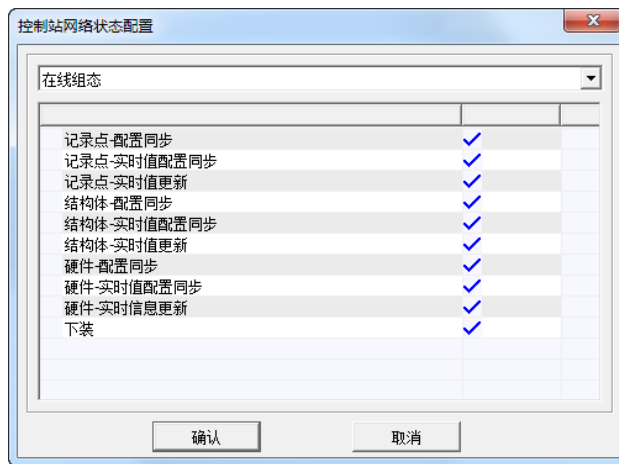 控制站网络状态配置
在线组态
记录点-配置同步
记录点-实时值配置同步
记录点-实时值更新
结构体-配置同步
结构体-实时值配置同步
结构体-实时值更新
硬件-配置同步
硬件-实时值配置同步
硬件-实时信息更新
下装
确认
取消